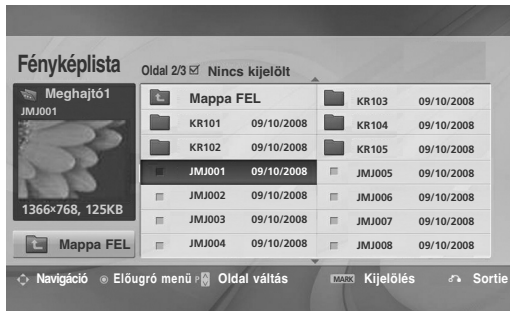 Fényképlista Oldal 2/3 Nincs kijelölt
Meghajtó1
JMJ001
1366×768, 125KB
Mappa FEL
Mappa FEL
KR101 09/10/2008
KR102 09/10/2008
JMJ001 09/10/2008
JMJ002 09/10/2008
JMJ003 09/10/2008
JMJ004 09/10/2008
KR103 09/10/2008
KR104 09/10/2008
KR105 09/10/2008
JMJ005 09/10/2008
JMJ006 09/10/2008
JMJ007 09/10/2008
JMJ008 09/10/2008
Navigáció Előugró menü P Oldal váltás MARK Kijelölés Sortie